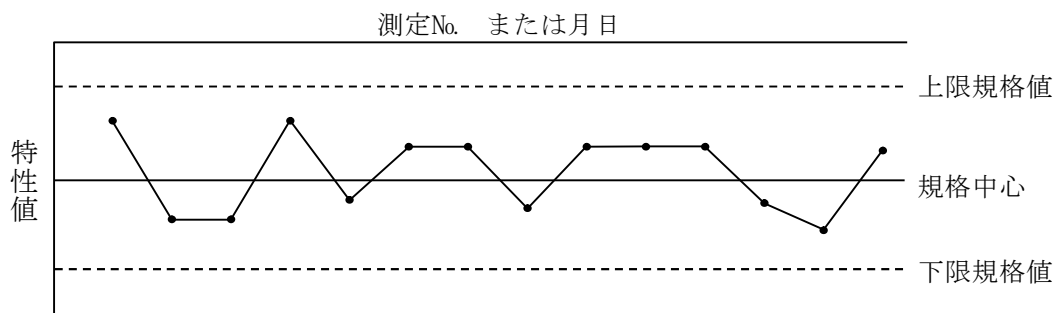 測定№　または月日
上限規格値
特性値
規格中心
下限規格値